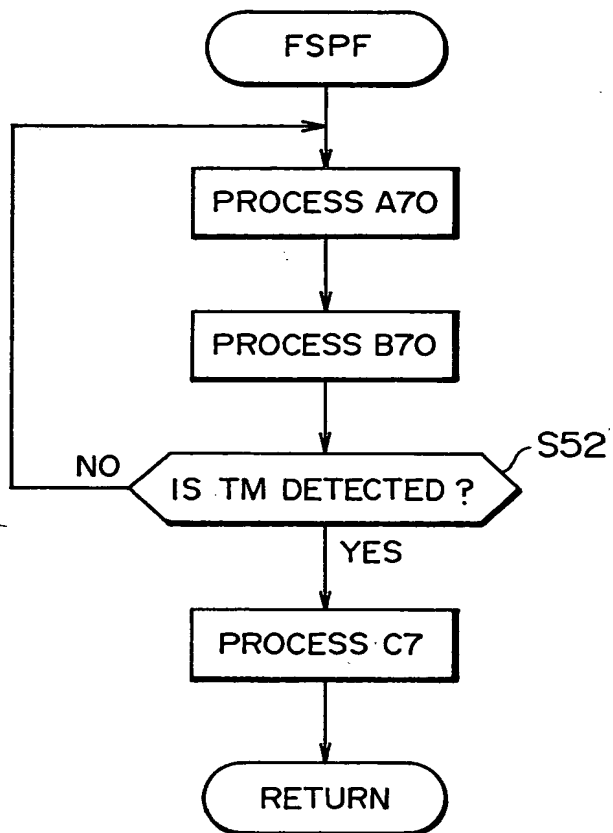 FSPF
PROCESS A70
PROCESS B70
S52
NO
IS TM DETECTED ?
YES
PROCESS C7
RETURN